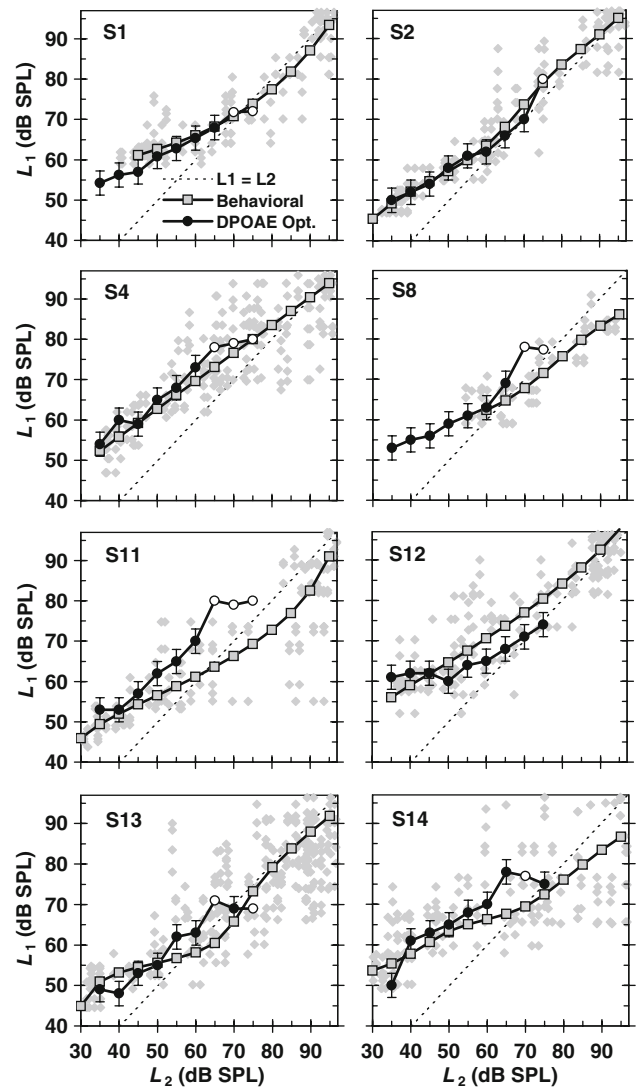 S1
S2
90
80
70
60
50
40
L1 (dB SPL)
L1 = L2
Behavioral
DPOAE Opt.
S4
S8
90
80
70
60
50
40
L1 (dB SPL)
S11
S12
90
80
70
60
50
40
L1 (dB SPL)
S13
S14
90
80
70
60
50
40
L1 (dB SPL)
30 40 50 60 70 80 90
30 40 50 60 70 80 90
L2 (dB SPL)
L2 (dB SPL)